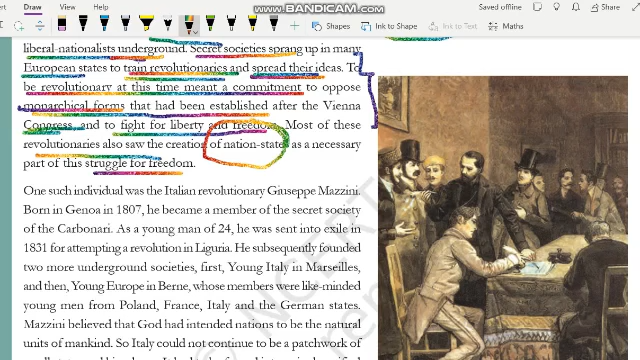 www.BANDICAM.com
Saved offline
Draw View
Shapes Ink to Shape Ink to Text Maths
liberal-nationalists underground. Secret societies sprang up in many
European states to train revolutionaries and spread their ideas. To
be revolutionary at this time meant a commitment to oppose
monarchical forms that had been established after the Vienna
Congress, and to fight for liberty and freedom. Most of these
revolutionaries also saw the creation of nation-states as a necessary
part of this struggle for freedom.
One such individual was the Italian revolutionary Giuseppe Mazzini.
Born in Genoa in 1807, he became a member of the secret society
of the Carbonari. As a young man of 24, he was sent into exile in
1831 for attempting a revolution in Liguria. He subsequently founded
two more underground societies, first, Young Italy in Marseilles,
and then, Young Europe in Berne, whose members were like-minded
young men from Poland, France, Italy and the German states.
Mazzini believed that God had intended nations to be the natural
units of mankind. So Italy could not continue to be a patchwork of